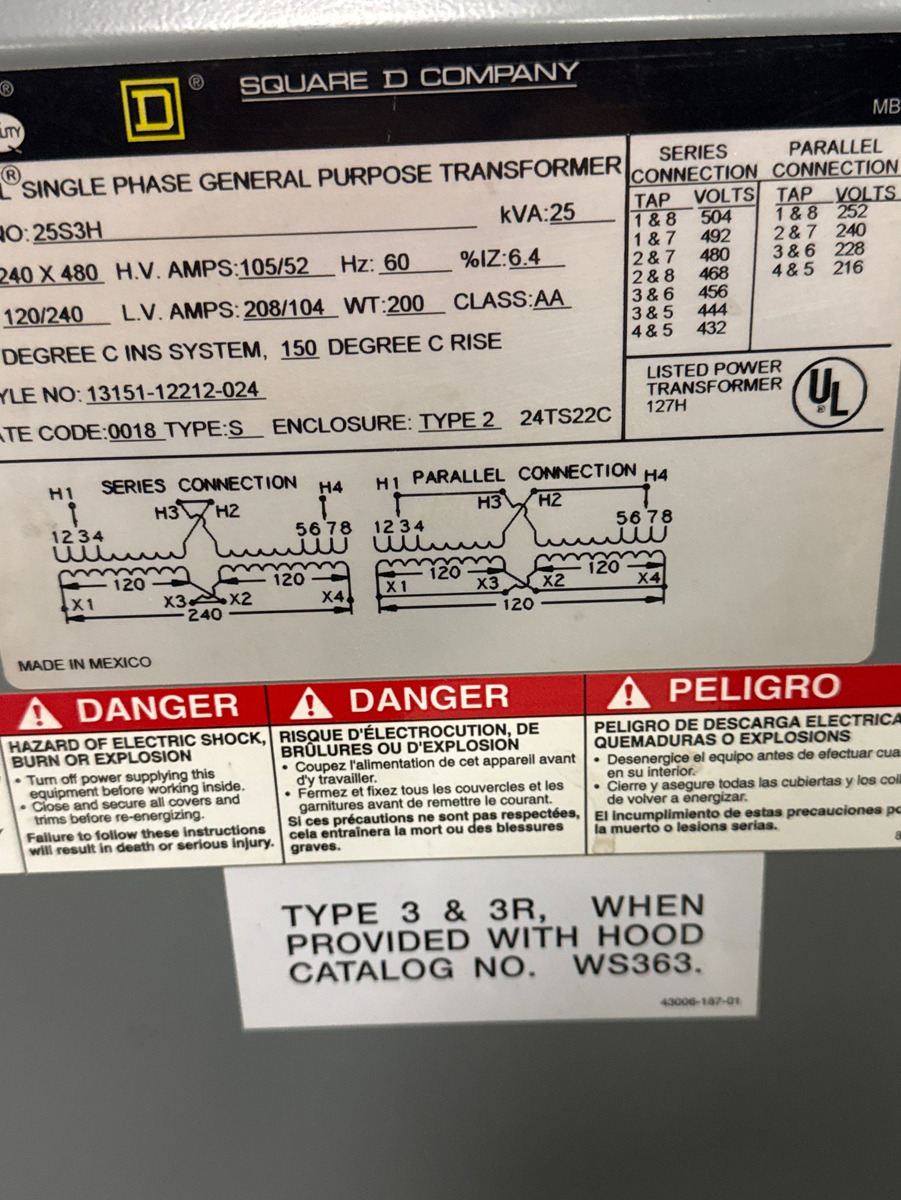 ®
LITY
D ®
SQUARE D COMPANY
MB
L® SINGLE PHASE GENERAL PURPOSE TRANSFORMER
NO: 25S3H kVA: 25
240 X 480 H.V. AMPS: 105/52 Hz: 60 %IZ: 6.4
120/240 L.V. AMPS: 208/104 WT: 200 CLASS: AA
DEGREE C INS SYSTEM, 150 DEGREE C RISE
YLE NO: 13151-12212-024
ATE CODE: 0018 TYPE: S ENCLOSURE: TYPE 2 24TS22C
SERIES CONNECTION
TAP VOLTS
1 & 8 504
1 & 7 492
2 & 7 480
2 & 8 468
3 & 6 456
3 & 5 444
4 & 5 432
PARALLEL CONNECTION
TAP VOLTS
1 & 8 252
2 & 7 240
3 & 6 228
4 & 5 216
LISTED POWER
TRANSFORMER
127H
UL ®
H1 SERIES CONNECTION H4
H3 H2
1 2 3 4 5 6 7 8
120 120
X1 X3 X2 X4
240
H1 PARALLEL CONNECTION H4
H3 H2
1 2 3 4 5 6 7 8
120 120
X1 X3 X2 X4
120
MADE IN MEXICO
DANGER
HAZARD OF ELECTRIC SHOCK,
BURN OR EXPLOSION
• Turn off power supplying this
equipment before working inside.
• Close and secure all covers and
trims before re-energizing.
Failure to follow these instructions
will result in death or serious injury.
DANGER
RISQUE D'ÉLECTROCUTION, DE
BRÛLURES OU D'EXPLOSION
• Coupez l'alimentation de cet appareil avant
d'y travailler.
• Fermez et fixez tous les couvercles et les
garnitures avant de remettre le courant.
Si ces précautions ne sont pas respectées,
cela entraînera la mort ou des blessures
graves.
PELIGRO
PELIGRO DE DESCARGA ELECTRICA
QUEMADURAS O EXPLOSIONS
• Desenergice el equipo antes de efectuar cua
en su interior.
• Cierre y asegure todas las cubiertas y los col
de volver a energizar.
El incumplimiento de estas precauciones po
la muerto o lesions serias.
TYPE 3 & 3R, WHEN
PROVIDED WITH HOOD
CATALOG NO. WS363.
43006-187-01